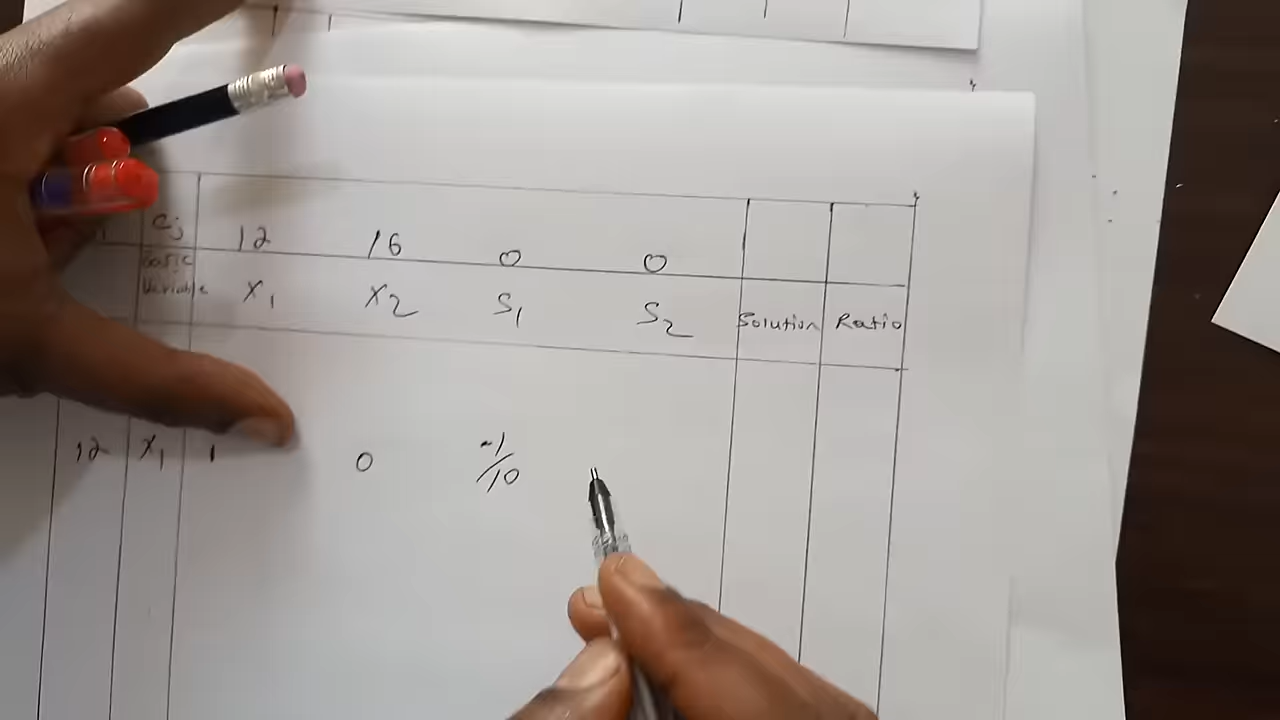 Cj 12 16 0 0
Basic
Variable X₁ X₂ S₁ S₂ Solution Ratio
12 X₁ 1 0 -1/10